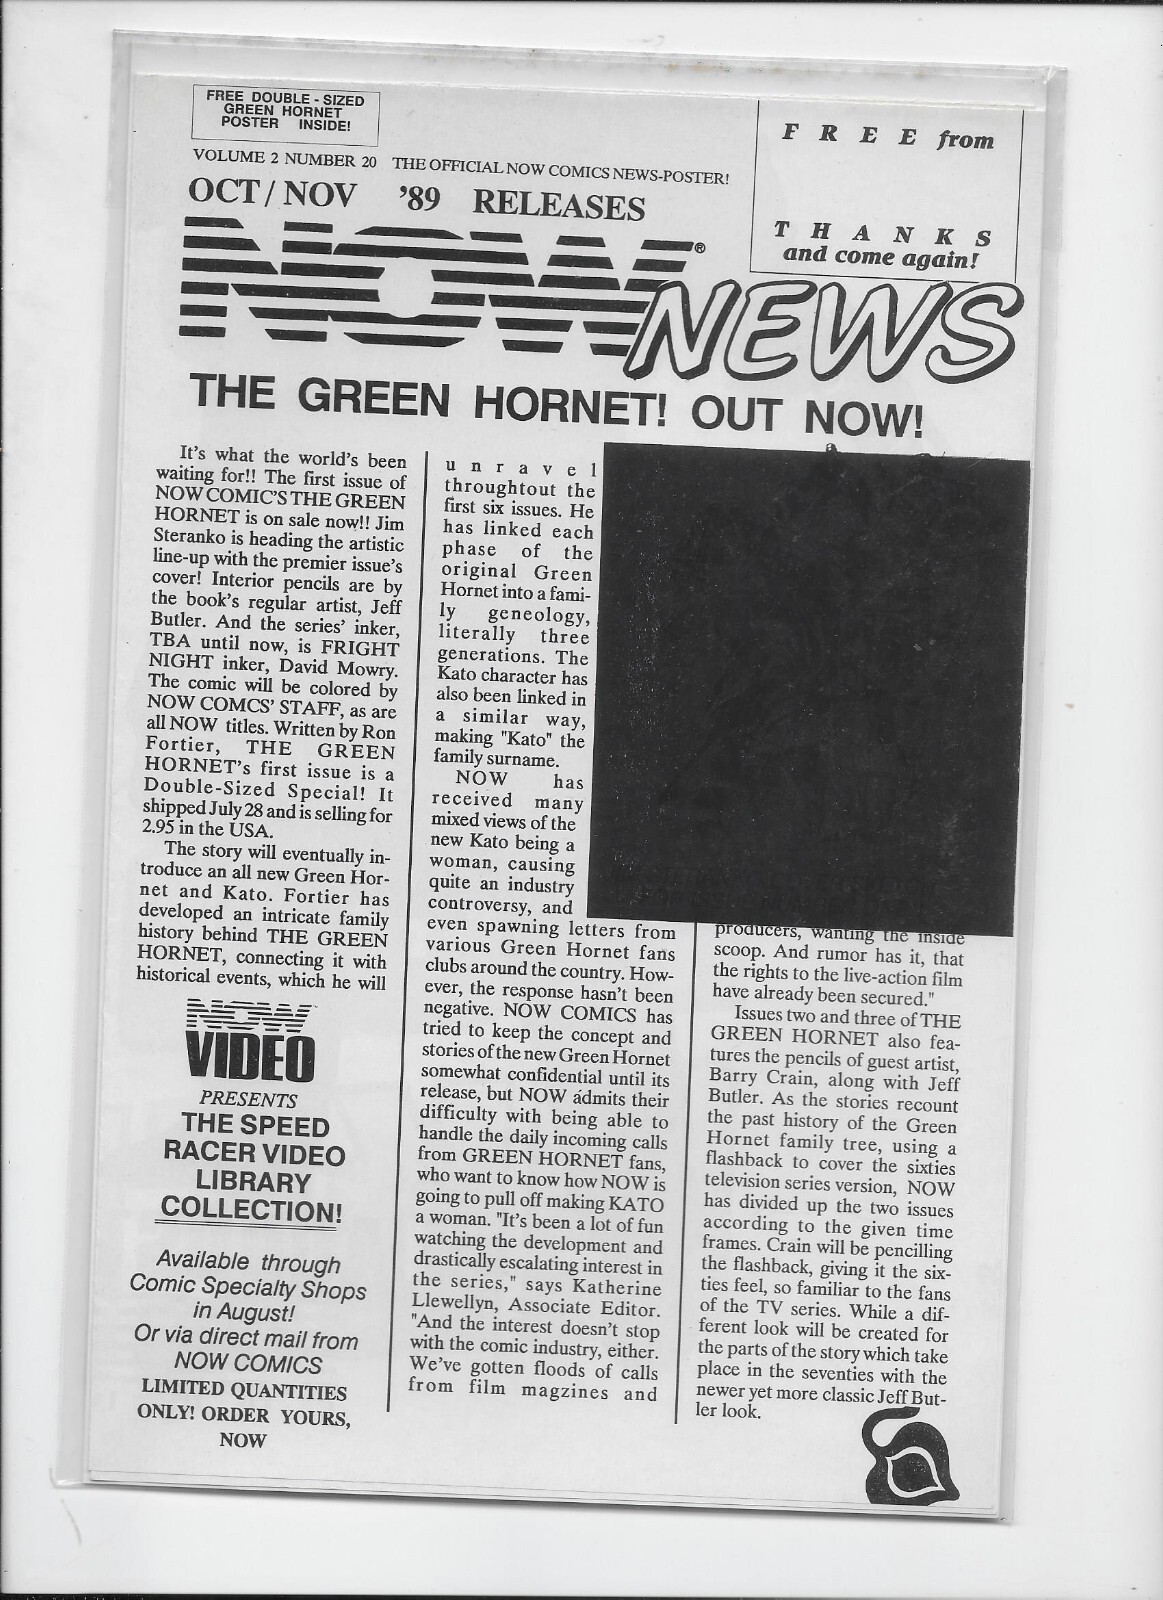 FREE DOUBLE - SIZED
GREEN HORNET
POSTER INSIDE!
VOLUME 2 NUMBER 20 THE OFFICIAL NOW COMICS NEWS-POSTER!
OCT / NOV '89 RELEASES
F R E E from
T H A N K S
and come again!
NOW®
NEWS
THE GREEN HORNET! OUT NOW!
It's what the world's been
waiting for!! The first issue of
NOW COMIC'S THE GREEN
HORNET is on sale now!! Jim
Steranko is heading the artistic
line-up with the premier issue's
cover! Interior pencils are by
the book's regular artist, Jeff
Butler. And the series' inker,
TBA until now, is FRIGHT
NIGHT inker, David Mowry.
The comic will be colored by
NOW COMCS' STAFF, as are
all NOW titles. Written by Ron
Fortier, THE GREEN
HORNET's first issue is a
Double-Sized Special! It
shipped July 28 and is selling for
2.95 in the USA.
The story will eventually in-
troduce an all new Green Hor-
net and Kato. Fortier has
developed an intricate family
history behind THE GREEN
HORNET, connecting it with
historical events, which he will
NOW™
VIDEO
PRESENTS
THE SPEED
RACER VIDEO
LIBRARY
COLLECTION!
Available through
Comic Specialty Shops
in August!
Or via direct mail from
NOW COMICS
LIMITED QUANTITIES
ONLY! ORDER YOURS,
NOW
u n r a v e l
throughtout the
first six issues. He
has linked each
phase of the
original Green
Hornet into a fami-
ly geneology,
literally three
generations. The
Kato character has
also been linked in
a similar way,
making "Kato" the
family surname.
NOW has
received many
mixed views of the
new Kato being a
woman, causing
quite an industry
controversy, and
even spawning letters from
various Green Hornet fans
clubs around the country. How-
ever, the response hasn't been
negative. NOW COMICS has
tried to keep the concept and
stories of the new Green Hornet
somewhat confidential until its
release, but NOW admits their
difficulty with being able to
handle the daily incoming calls
from GREEN HORNET fans,
who want to know how NOW is
going to pull off making KATO
a woman. "It's been a lot of fun
watching the development and
drastically escalating interest in
the series," says Katherine
Llewellyn, Associate Editor.
"And the interest doesn't stop
with the comic industry, either.
We've gotten floods of calls
from film magzines and
producers, wanting the inside
scoop. And rumor has it, that
the rights to the live-action film
have already been secured."
Issues two and three of THE
GREEN HORNET also fea-
tures the pencils of guest artist,
Barry Crain, along with Jeff
Butler. As the stories recount
the past history of the Green
Hornet family tree, using a
flashback to cover the sixties
television series version, NOW
has divided up the two issues
according to the given time
frames. Crain will be pencilling
the flashback, giving it the six-
ties feel, so familiar to the fans
of the TV series. While a dif-
ferent look will be created for
the parts of the story which take
place in the seventies with the
newer yet more classic Jeff But-
ler look.